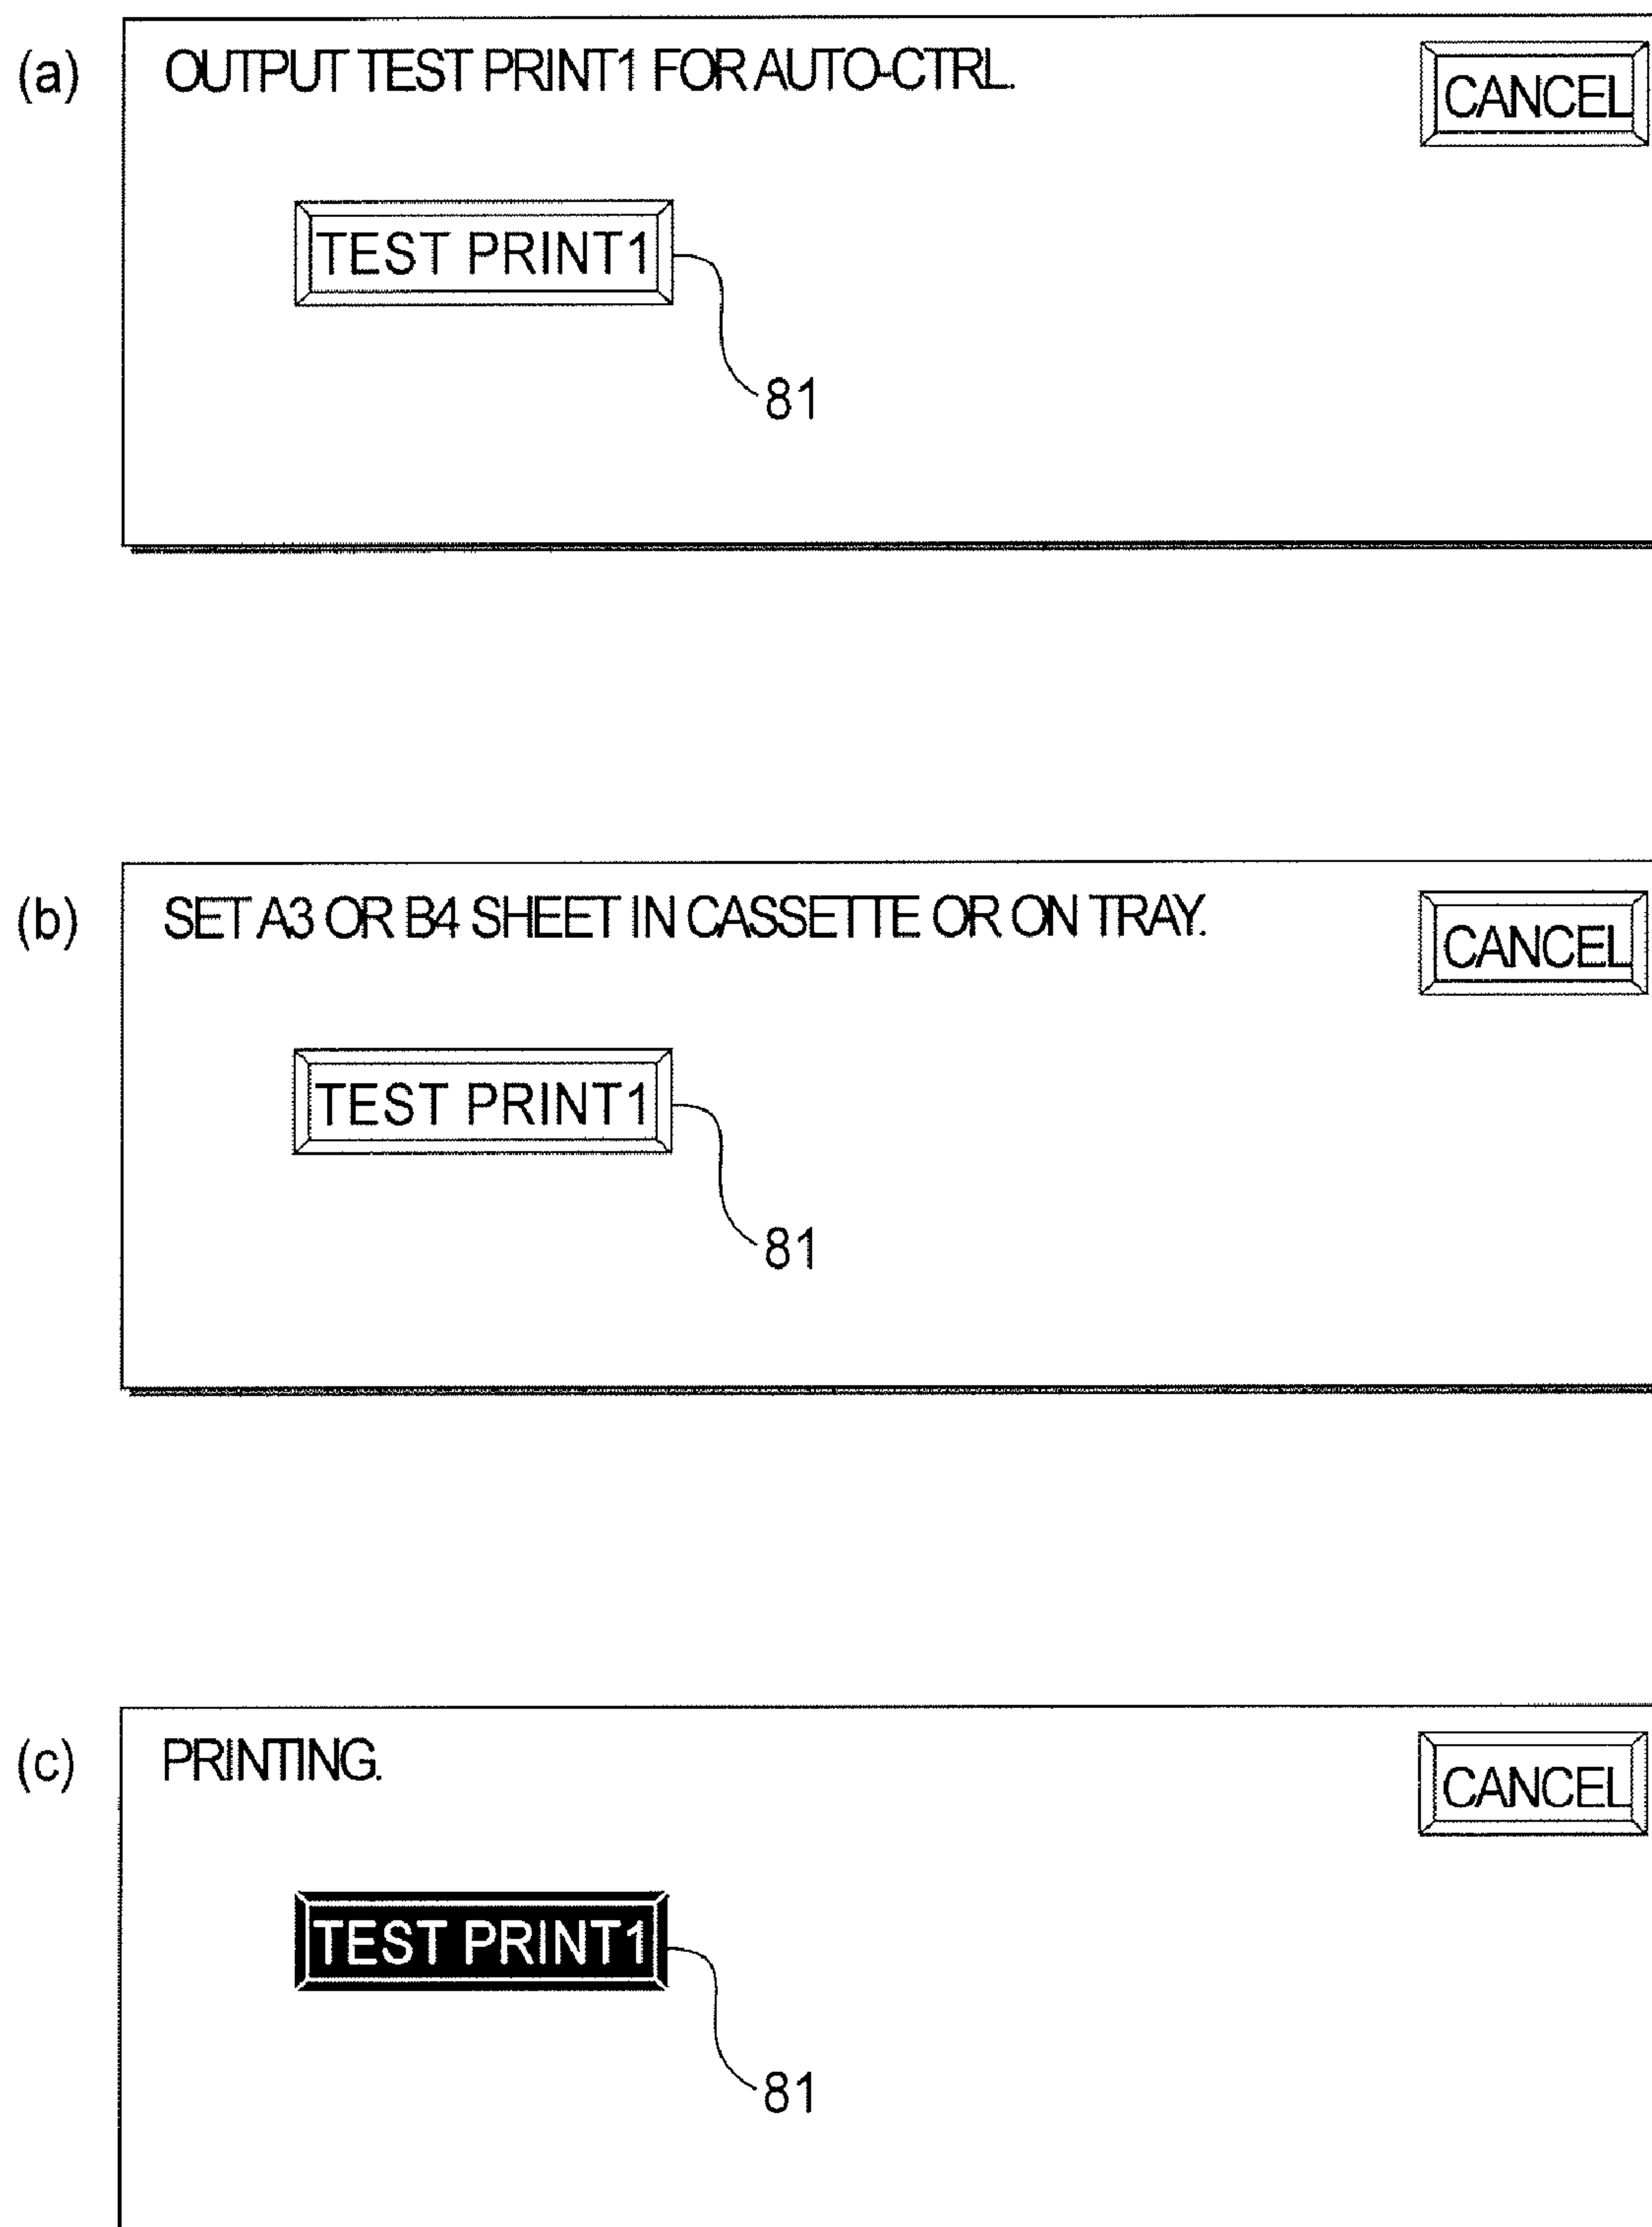 (a)
OUTPUT TEST PRINT1 FOR AUTO-CTRL.
CANCEL
TEST PRINT1
81
(b)
SET A3 OR B4 SHEET IN CASSETTE OR ON TRAY.
CANCEL
TEST PRINT1
81
(c)
PRINTING.
CANCEL
TEST PRINT1
81